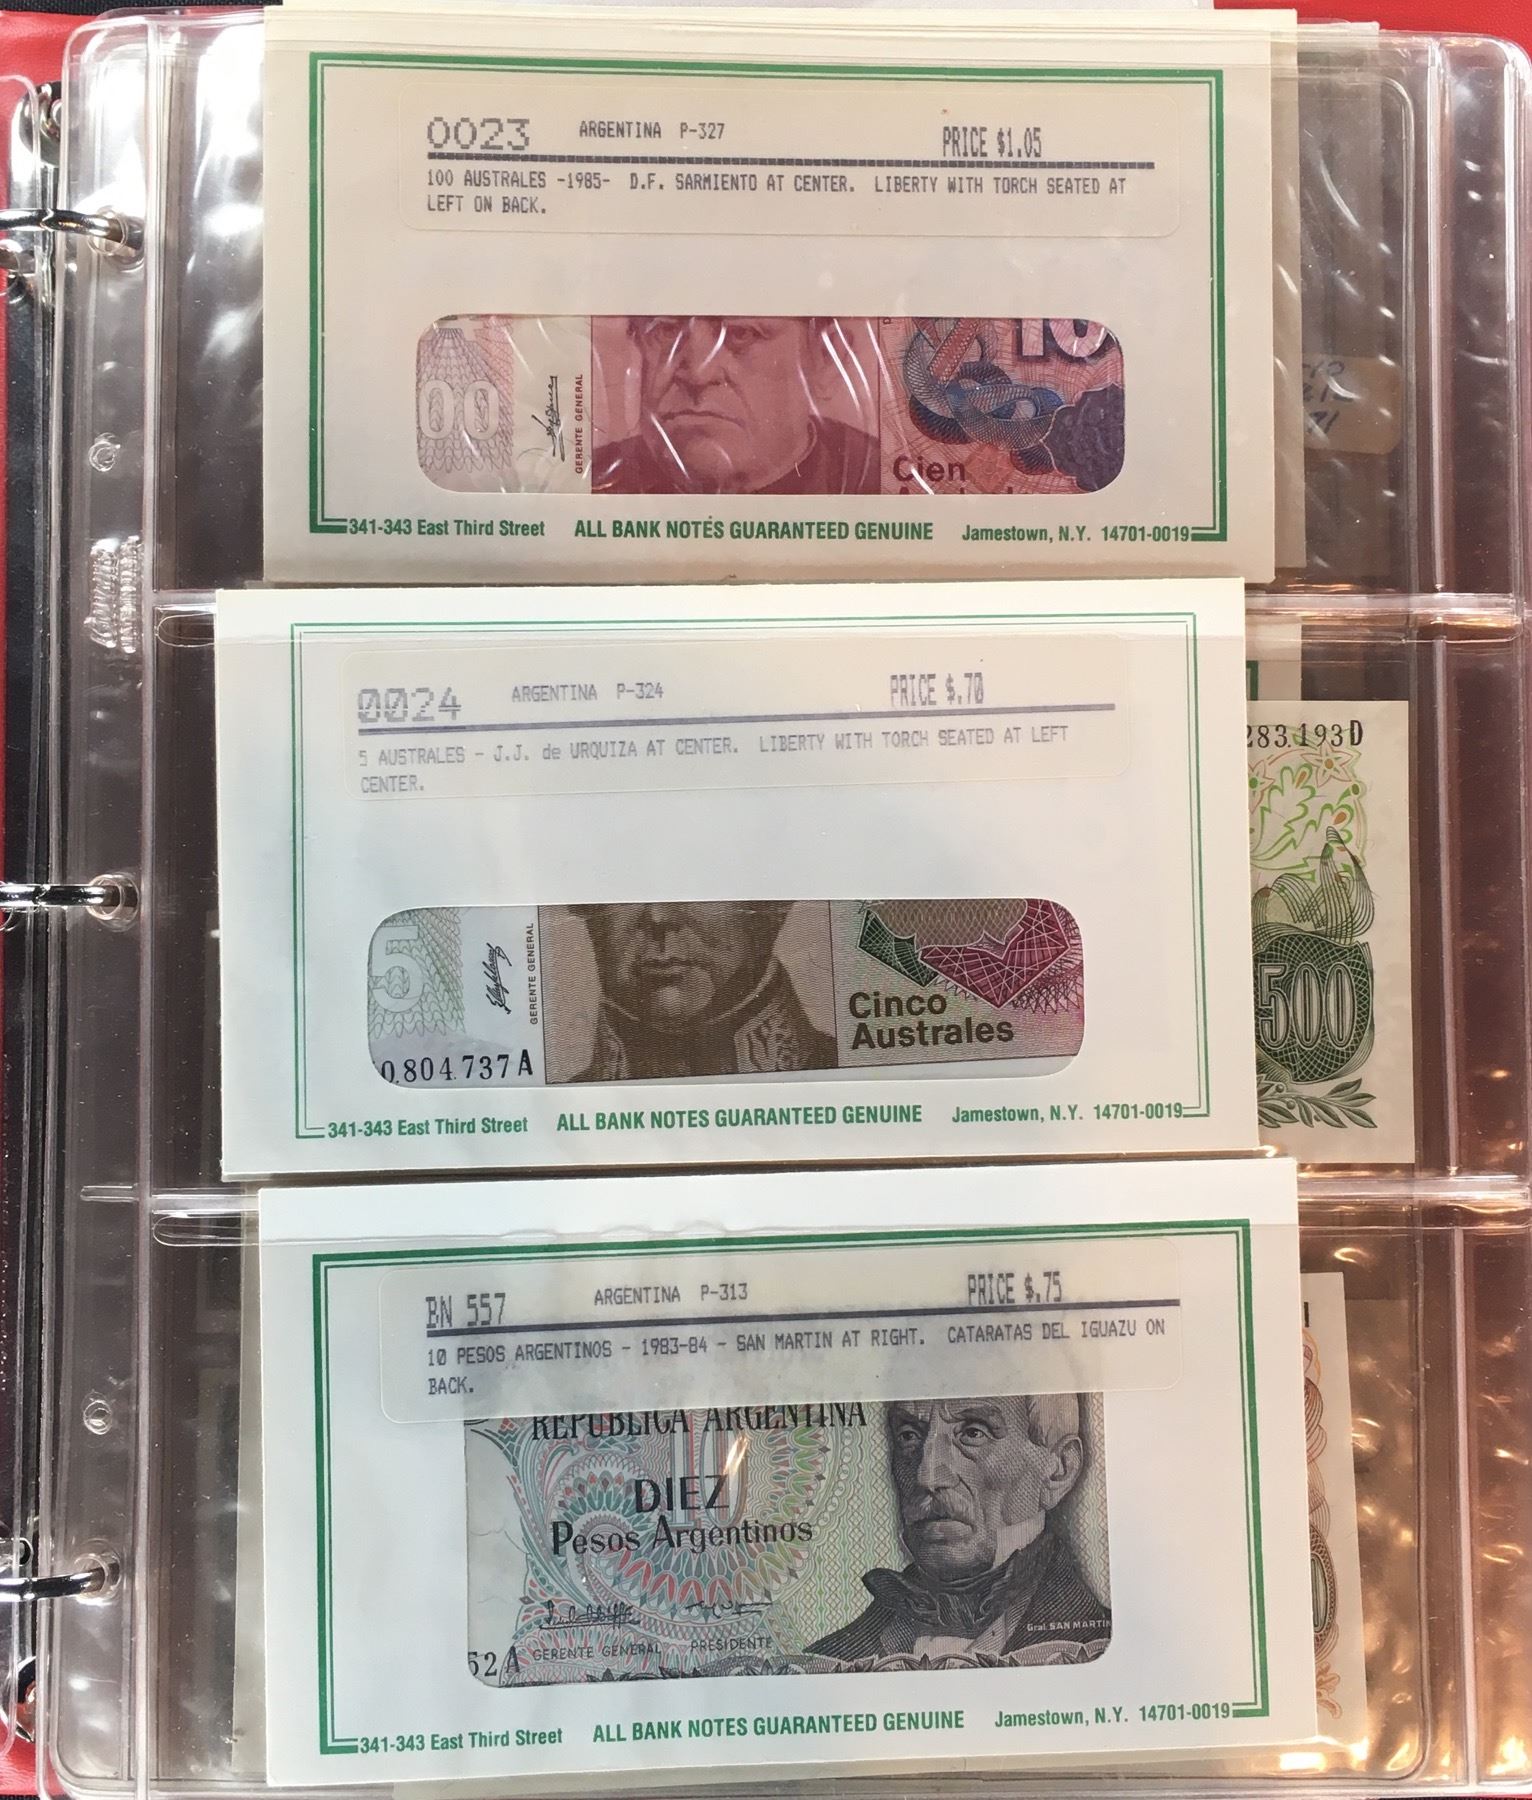 0023 ARGENTINA P-327 PRICE $1.05
100 AUSTRALES -1985- D.F. SARMIENTO AT CENTER. LIBERTY WITH TORCH SEATED AT
LEFT ON BACK.
00
GERENTE GENERAL
10
Cien
341-343 East Third Street ALL BANK NOTES GUARANTEED GENUINE Jamestown, N.Y. 14701-0019
0024 ARGENTINA P-324 PRICE $.70
5 AUSTRALES - J.J. de URQUIZA AT CENTER. LIBERTY WITH TORCH SEATED AT LEFT
CENTER.
283.193D
500
5
GERENTE GENERAL
Cinco
Australes
0.804.737A
341-343 East Third Street ALL BANK NOTES GUARANTEED GENUINE Jamestown, N.Y. 14701-0019
BN 557 ARGENTINA P-313 PRICE $.75
10 PESOS ARGENTINOS - 1983-84 - SAN MARTIN AT RIGHT. CATARATAS DEL IGUAZU ON
BACK.
REPUBLICA ARGENTINA
10
DIEZ
Pesos Argentinos
Gral SAN MARTIN
52A GERENTE GENERAL PRESIDENTE
341-343 East Third Street ALL BANK NOTES GUARANTEED GENUINE Jamestown, N.Y. 14701-0019